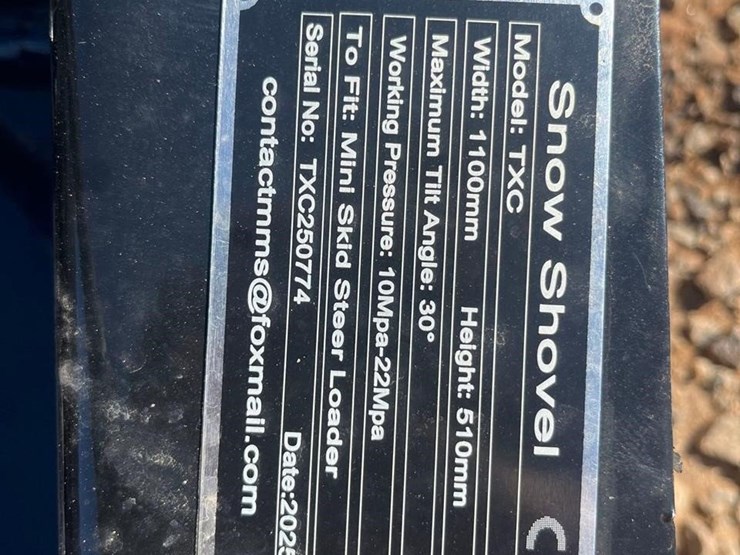 Snow Shovel
Model: TXC
Width: 1100mm Height: 510mm
Maximum Tilt Angle: 30°
Working Pressure: 10Mpa-22Mpa
To Fit: Mini Skid Steer Loader
Serial No: TXC250774 Date:2025
contactmms@foxmail.com